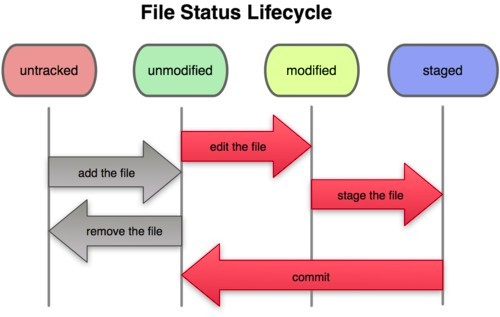 File Status Lifecycle
untracked
unmodified
modified
staged
edit the file
add the file
stage the file
remove the file
commit